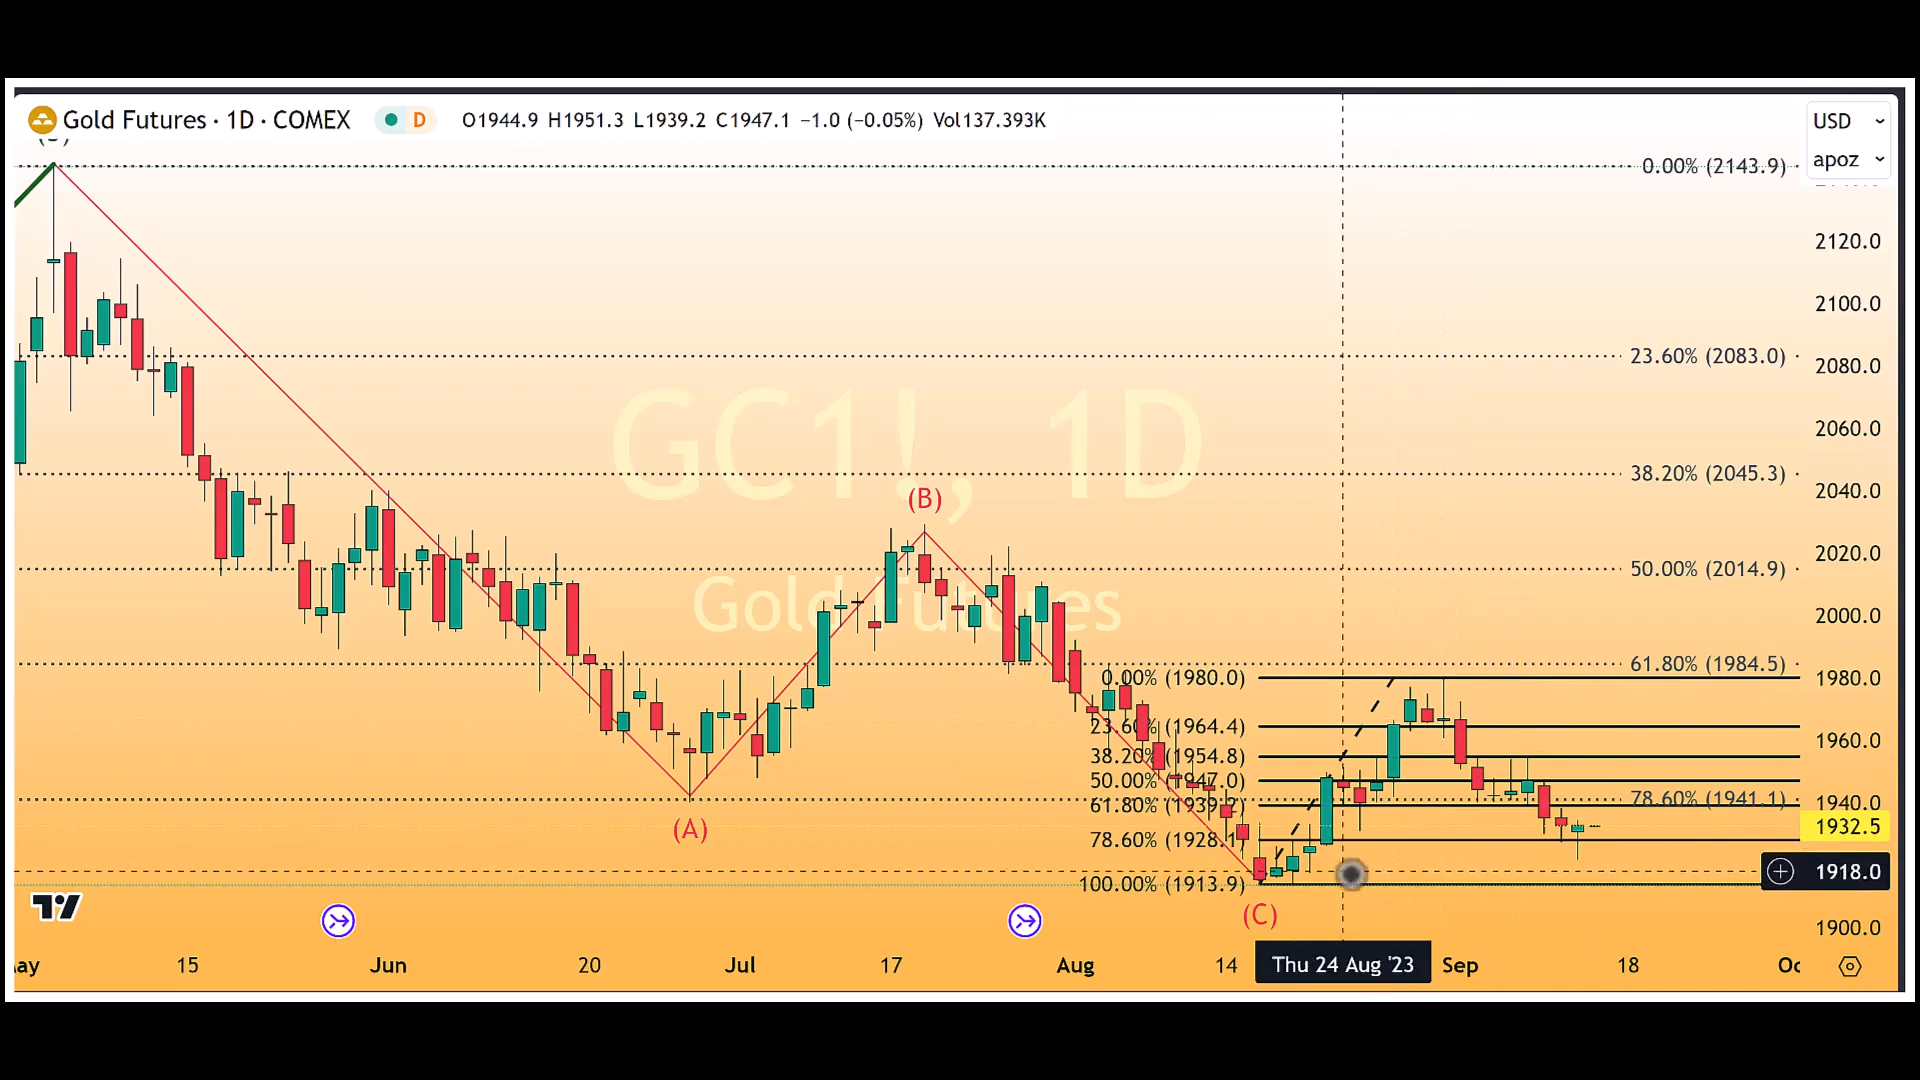 Gold Futures · 1D · COMEX D O1944.9 H1951.3 L1939.2 C1947.1 −1.0 (−0.05%) Vol137.393K
USD
apoz
0.00% (2143.9)
2120.0
2100.0
23.60% (2083.0)
2080.0
GC1!, 1D
2060.0
38.20% (2045.3)
2040.0
(B)
2020.0
50.00% (2014.9)
Gold Futures
2000.0
61.80% (1984.5)
0.00% (1980.0)
1980.0
23.60% (1964.4)
1960.0
38.20% (1954.8)
50.00% (1947.0)
78.60% (1941.1)
61.80% (1939.2)
1940.0
(A)
1932.5
78.60% (1928.1)
1918.0
100.00% (1913.9)
(C)
1900.0
15 Jun 20 Jul 17 Aug 14 Thu 24 Aug '23 Sep 18